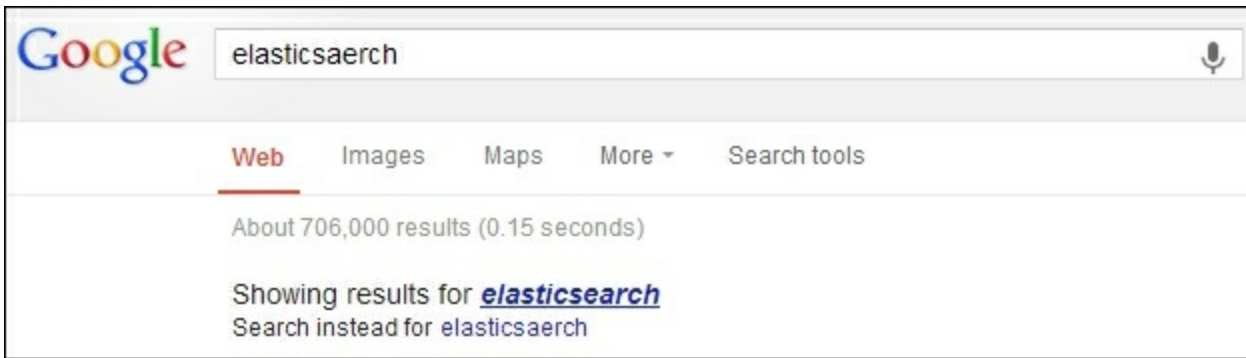 Google elasticsaerch
Web Images Maps More Search tools
About 706,000 results (0.15 seconds)
Showing results for elasticsearch
Search instead for elasticsaerch